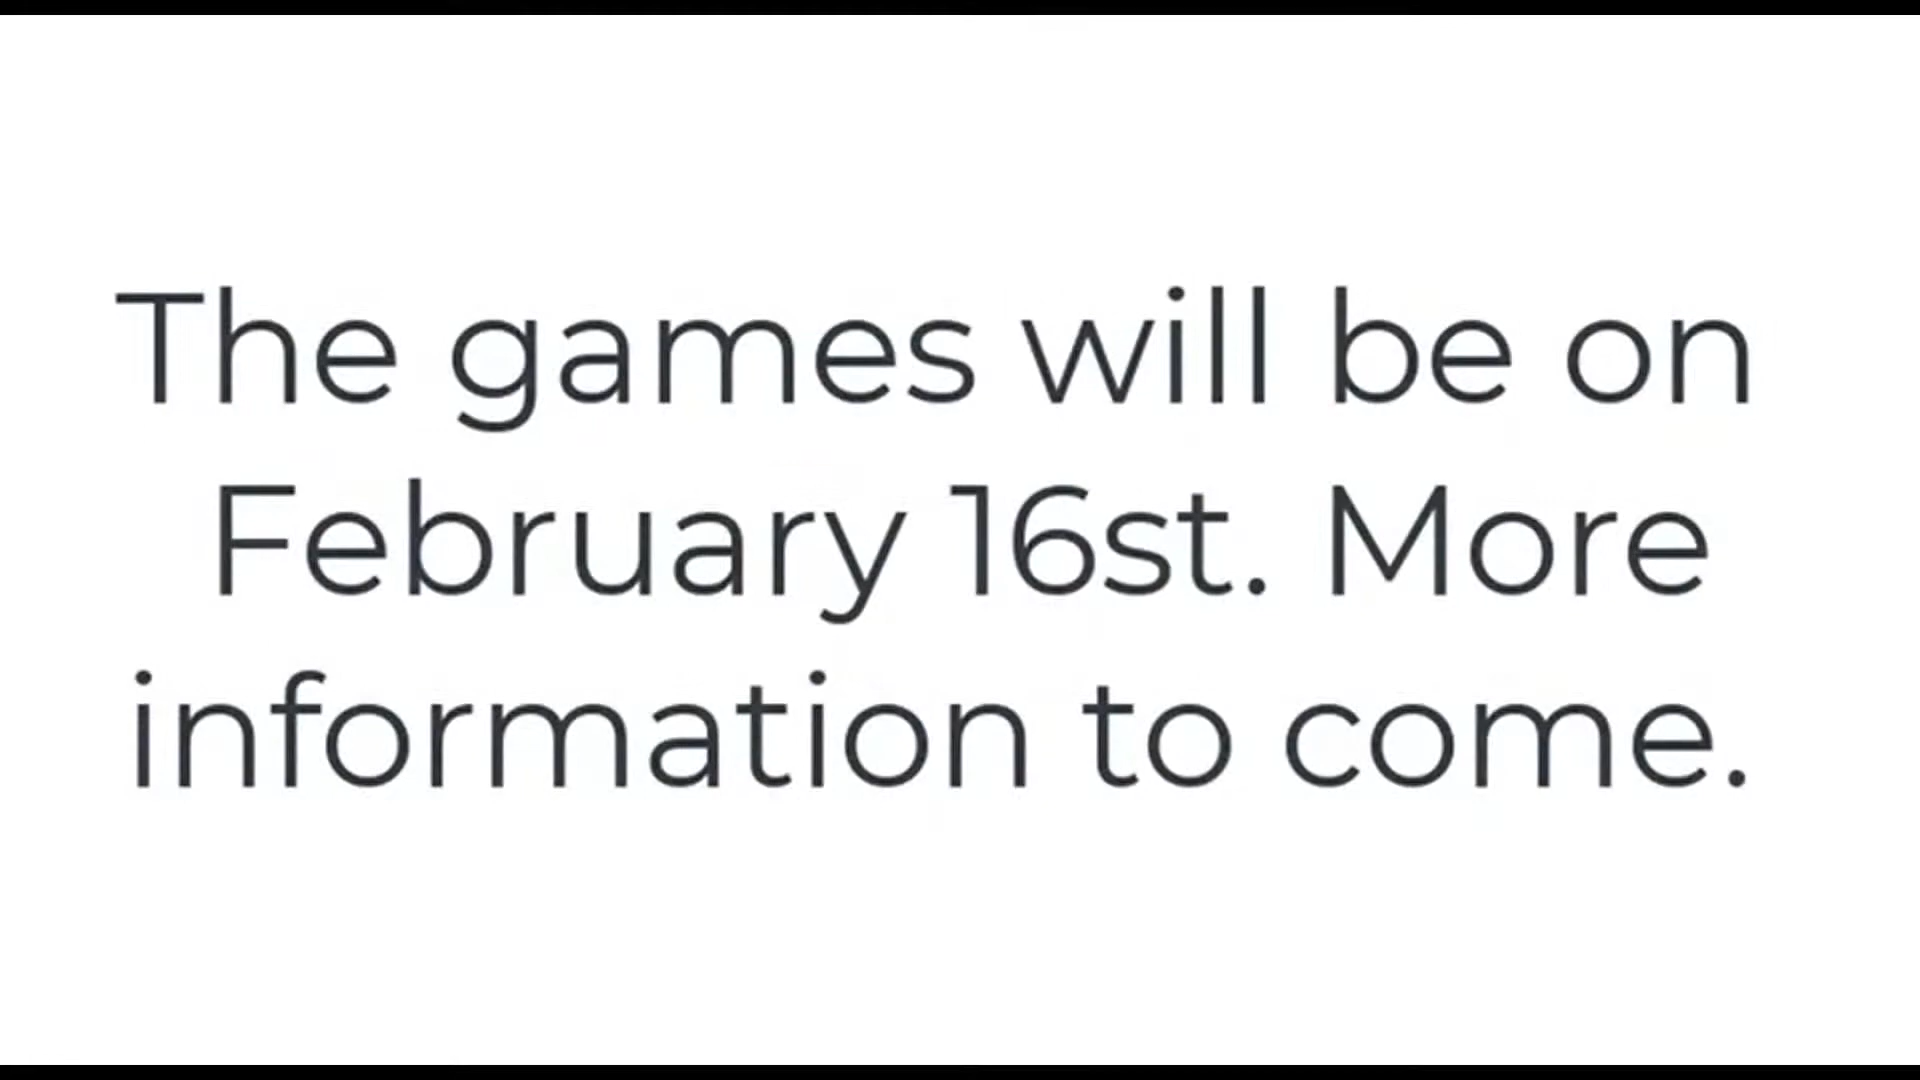 The games will be on
February 16st. More
information to come.